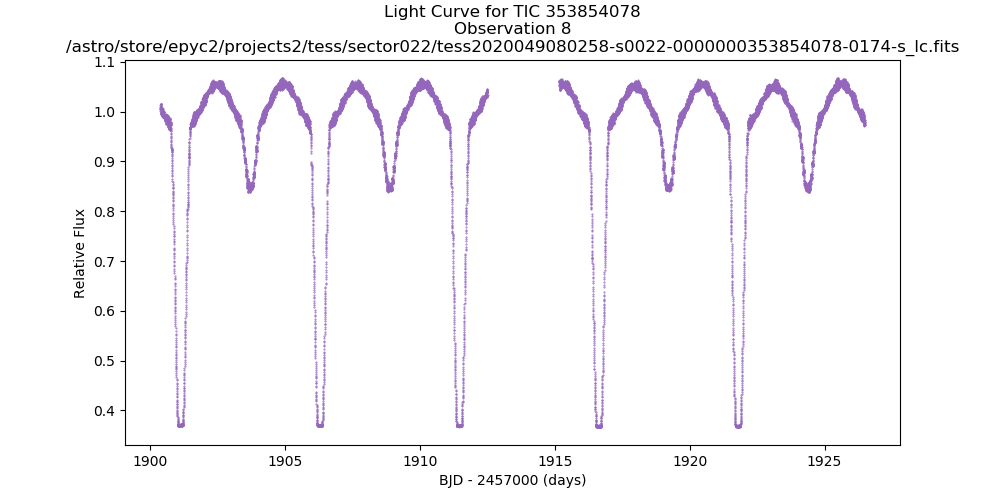 Light Curve for TIC 353854078
Observation 8
/astro/store/epyc2/projects2/tess/sector022/tess2020049080258-s0022-0000000353854078-0174-s_lc.fits
1.1
1.0
0.9
0.8
0.7
0.6
0.5
0.4
Relative Flux
1900
1905
1910
1915
1920
1925
BJD - 2457000 (days)